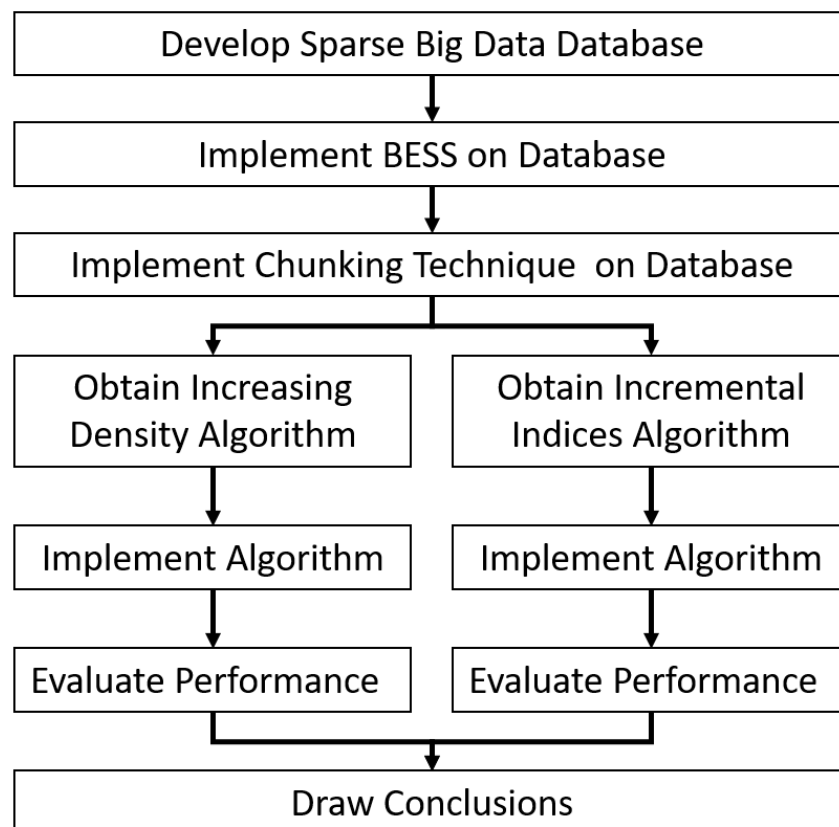 Develop Sparse Big Data Database
Implement BESS on Database
Implement Chunking Technique on Database
Obtain Increasing
Density Algorithm
Obtain Incremental
Indices Algorithm
Implement Algorithm
Implement Algorithm
Evaluate Performance
Evaluate Performance
Draw Conclusions